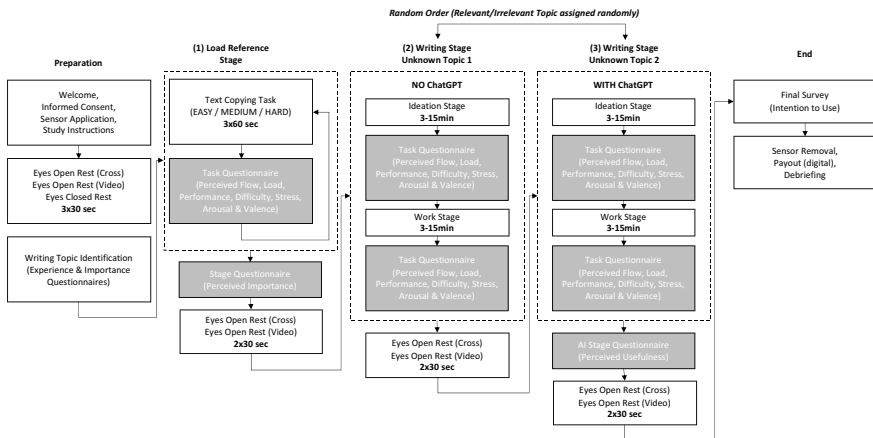 Random Order (Relevant/Irrelevant Topic assigned randomly)
Preparation
Welcome,
Informed Consent,
Sensor Application,
Study Instructions
Eyes Open Rest (Cross)
Eyes Open Rest (Video)
Eyes Closed Rest
3x30 sec
Writing Topic Identification
(Experience & Importance
Questionnaires)
(1) Load Reference
Stage
Text Copying Task
(EASY / MEDIUM / HARD)
3x60 sec
Task Questionnaire
(Perceived Flow, Load,
Performance, Difficulty, Stress,
Arousal & Valence)
Stage Questionnaire
(Perceived Importance)
Eyes Open Rest (Cross)
Eyes Open Rest (Video)
2x30 sec
(2) Writing Stage
Unknown Topic 1
NO ChatGPT
Ideation Stage
3-15min
Task Questionnaire
(Perceived Flow, Load,
Performance, Difficulty, Stress,
Arousal & Valence)
Work Stage
3-15min
Task Questionnaire
(Perceived Flow, Load,
Performance, Difficulty, Stress,
Arousal & Valence)
Eyes Open Rest (Cross)
Eyes Open Rest (Video)
2x30 sec
(3) Writing Stage
Unknown Topic 2
WITH ChatGPT
Ideation Stage
3-15min
Task Questionnaire
(Perceived Flow, Load,
Performance, Difficulty, Stress,
Arousal & Valence)
Work Stage
3-15min
Task Questionnaire
(Perceived Flow, Load,
Performance, Difficulty, Stress,
Arousal & Valence)
AI Stage Questionnaire
(Perceived Usefulness)
Eyes Open Rest (Cross)
Eyes Open Rest (Video)
2x30 sec
End
Final Survey
(Intention to Use)
Sensor Removal,
Payout (digital),
Debriefing